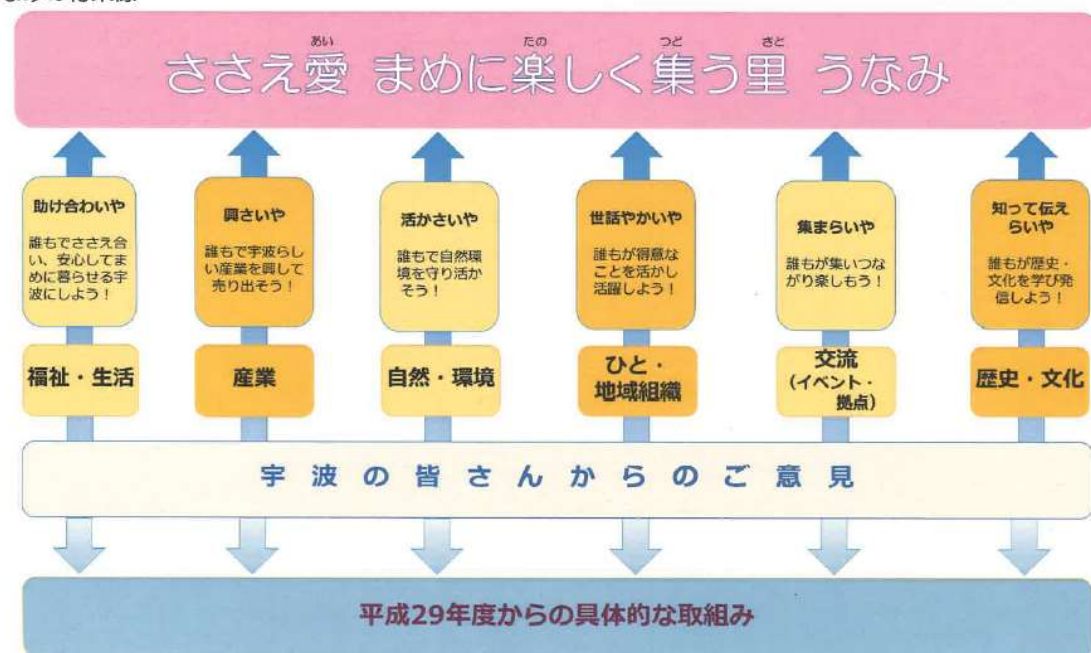 ささえ愛 まめに楽しく集う里 うなみ
あい
たの
つど
さと
助け合わいや
誰もでささえ合
い、安心してま
めに暮らせる宇
波にしよう！
興さいや
誰もで宇波らし
い産業を興して
売り出そう！
活かさいや
誰もで自然環
境を守り活か
そう！
世話やかいや
誰もが得意な
ことを活かし
活躍しよう！
集まらいや
誰もが集いつな
がり楽しもう！
知って伝え
らいや
誰もが歴史・
文化を学び発
信しよう！
福祉・生活
産業
自然・環境
ひと・
地域組織
交流
（イベント・
拠点）
歴史・文化
宇波の皆さんからのご意見
平成29年度からの具体的な取組み